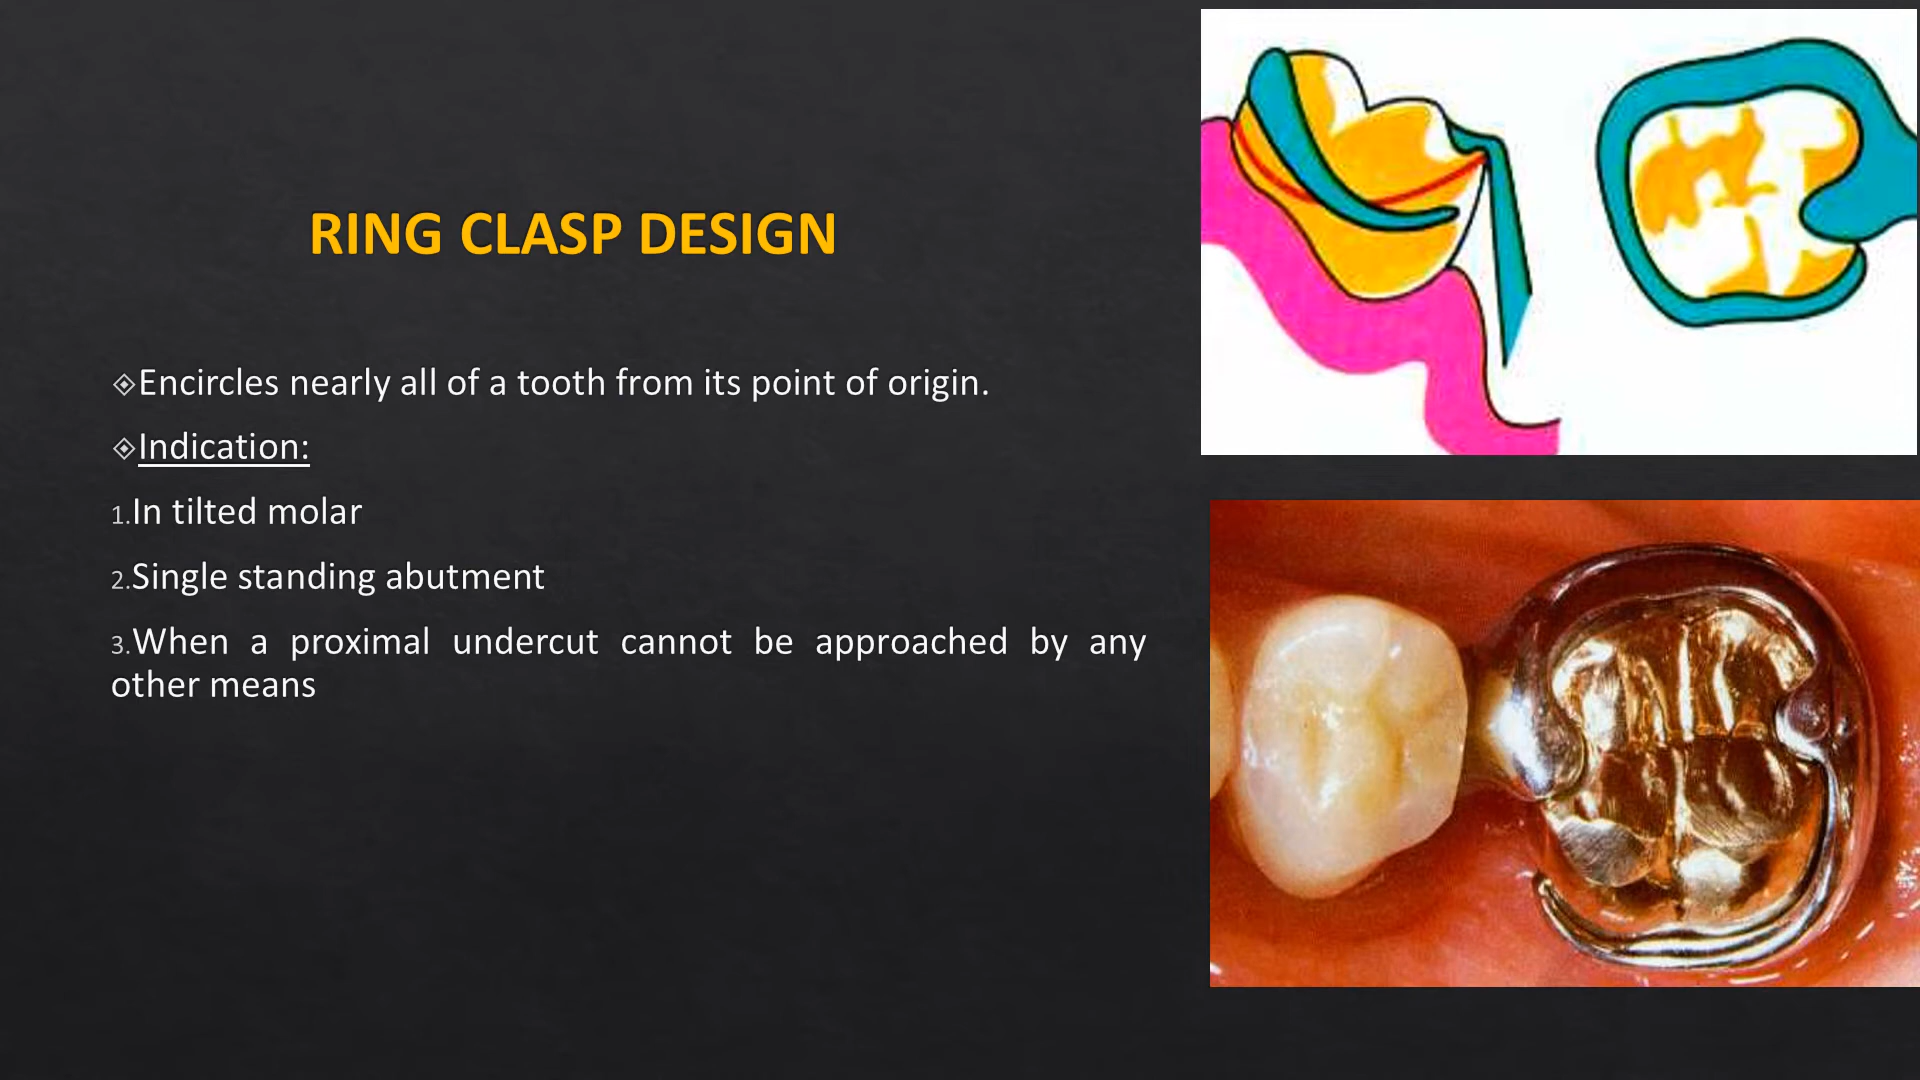 RING CLASP DESIGN
Encircles nearly all of a tooth from its point of origin.
Indication:
1.In tilted molar
2.Single standing abutment
3.When a proximal undercut cannot be approached by any
other means